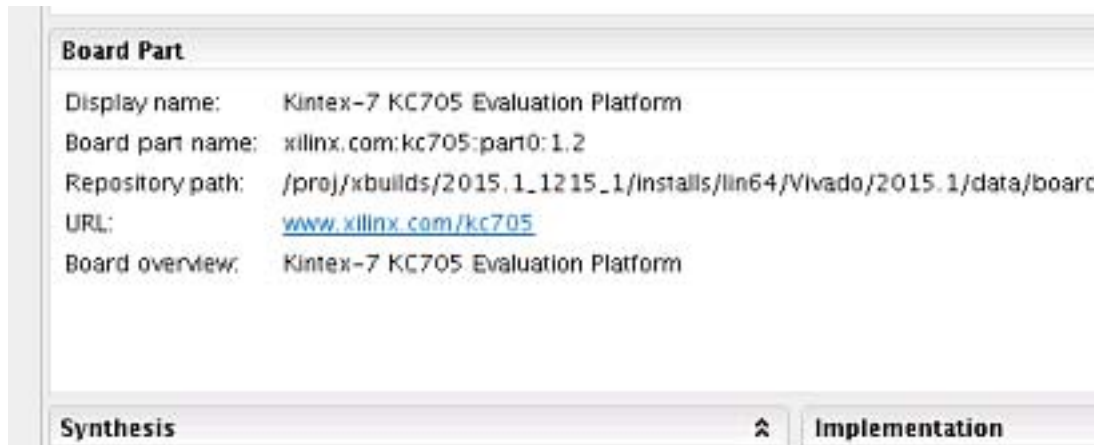 Board Part
Display name: Kintex-7 KC705 Evaluation Platform
Board part name: xilinx.com:kc705:part0:1.2
Repository path: /proj/xbuilds/2015.1_1215_1/installs/lin64/Vivado/2015.1/data/board
URL: www.xilinx.com/kc705
Board overview: Kintex-7 KC705 Evaluation Platform
Synthesis Implementation